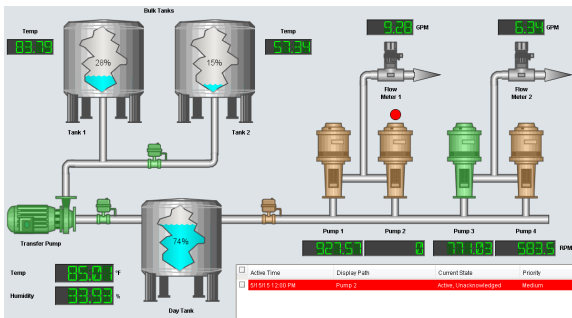 Bulk Tanks
Temp
83.79
28%
15%
Temp
57.34
9.28 GPM
6.34 GPM
Flow
Meter 1
Flow
Meter 2
Tank 1
Tank 2
Transfer Pump
74%
Pump 1
Pump 2
Pump 3
Pump 4
927.57
0
771.03
583.5 RPM
Temp
85.01 °F
Humidity
33.93 %
Day Tank
Active Time
Display Path
Current State
Priority
5/15/15 12:00 PM
Pump 2
Active, Unacknowledged
Medium